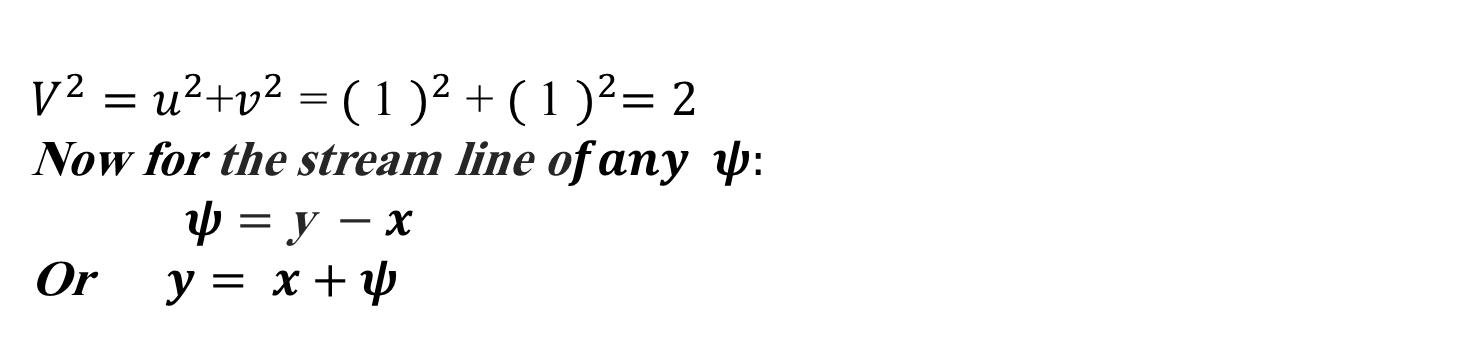 V² = u²+v² = ( 1 )² + ( 1 )²= 2
Now for the stream line of any ψ:
ψ = y − x
Or y = x + ψ